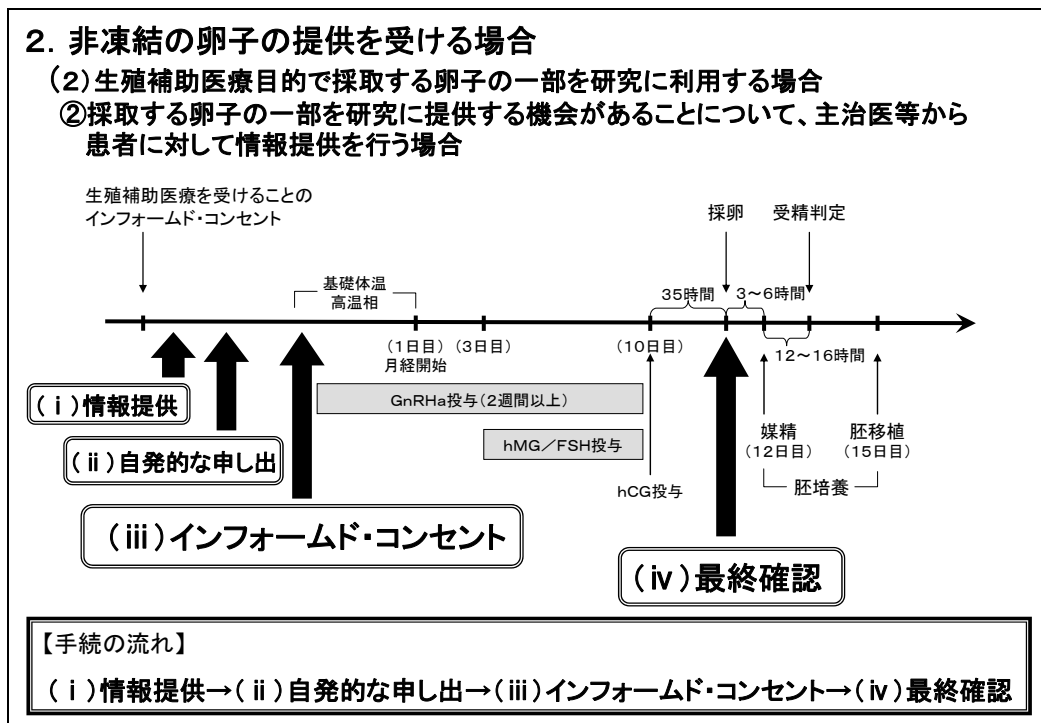 ２．非凍結の卵子の提供を受ける場合
（２）生殖補助医療目的で採取する卵子の一部を研究に利用する場合
②採取する卵子の一部を研究に提供する機会があることについて、主治医等から
患者に対して情報提供を行う場合
生殖補助医療を受けることの
インフォームド・コンセント
採卵
受精判定
基礎体温
高温相
35時間
3～6時間
（1日目）
月経開始
（3日目）
（10日目）
12～16時間
（ⅰ）情報提供
GnRHa投与（2週間以上）
（ⅱ）自発的な申し出
hMG／FSH投与
媒精
（12日目）
胚移植
（15日目）
hCG投与
胚培養
（ⅲ）インフォームド・コンセント
（ⅳ）最終確認
【手続の流れ】
（ⅰ）情報提供→（ⅱ）自発的な申し出→（ⅲ）インフォームド・コンセント→（ⅳ）最終確認